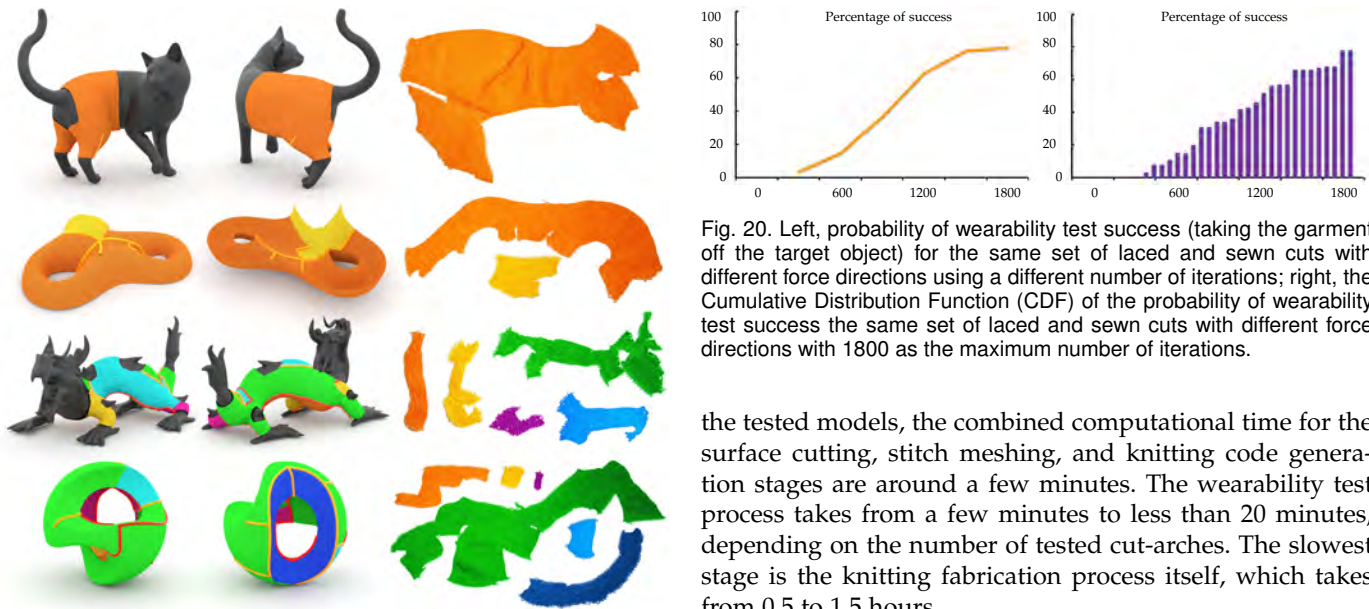 100
Percentage of success
80
60
40
20
0
0
600
1200
1800
100
Percentage of success
80
60
40
20
0
0
600
1200
1800
Fig. 20. Left, probability of wearability test success (taking the garment
off the target object) for the same set of laced and sewn cuts with
different force directions using a different number of iterations; right, the
Cumulative Distribution Function (CDF) of the probability of wearability
test success the same set of laced and sewn cuts with different force
directions with 1800 as the maximum number of iterations.
the tested models, the combined computational time for the
surface cutting, stitch meshing, and knitting code genera-
tion stages are around a few minutes. The wearability test
process takes from a few minutes to less than 20 minutes,
depending on the number of tested cut-arches. The slowest
stage is the knitting fabrication process itself, which takes
from 0.5 to 1.5 hours